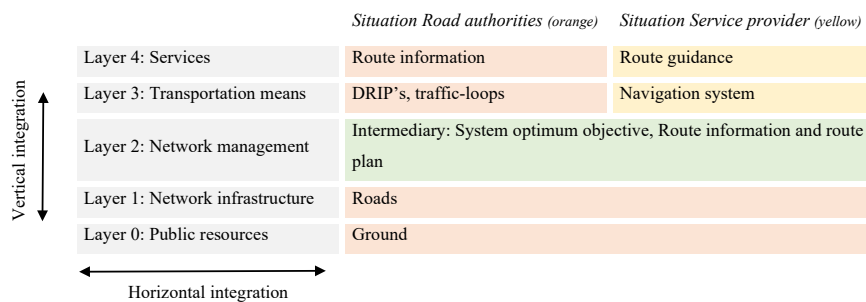 Situation Road authorities (orange) Situation Service provider (yellow)
Layer 4: Services Route information Route guidance
Layer 3: Transportation means DRIP's, traffic-loops Navigation system
Intermediary: System optimum objective, Route information and route
Layer 2: Network management
plan
Layer 1: Network infrastructure Roads
Layer 0: Public resources Ground
Vertical integration
Horizontal integration